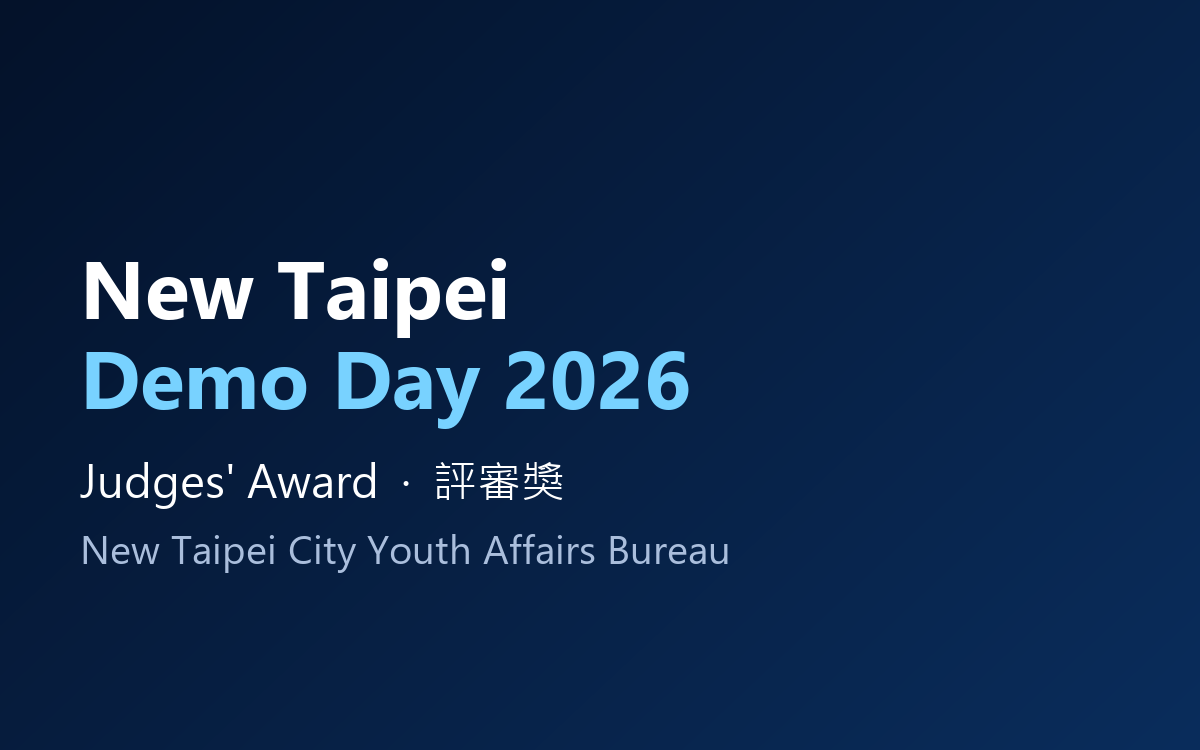 New Taipei
Demo Day 2026
Judges' Award · 評審獎
New Taipei City Youth Affairs Bureau